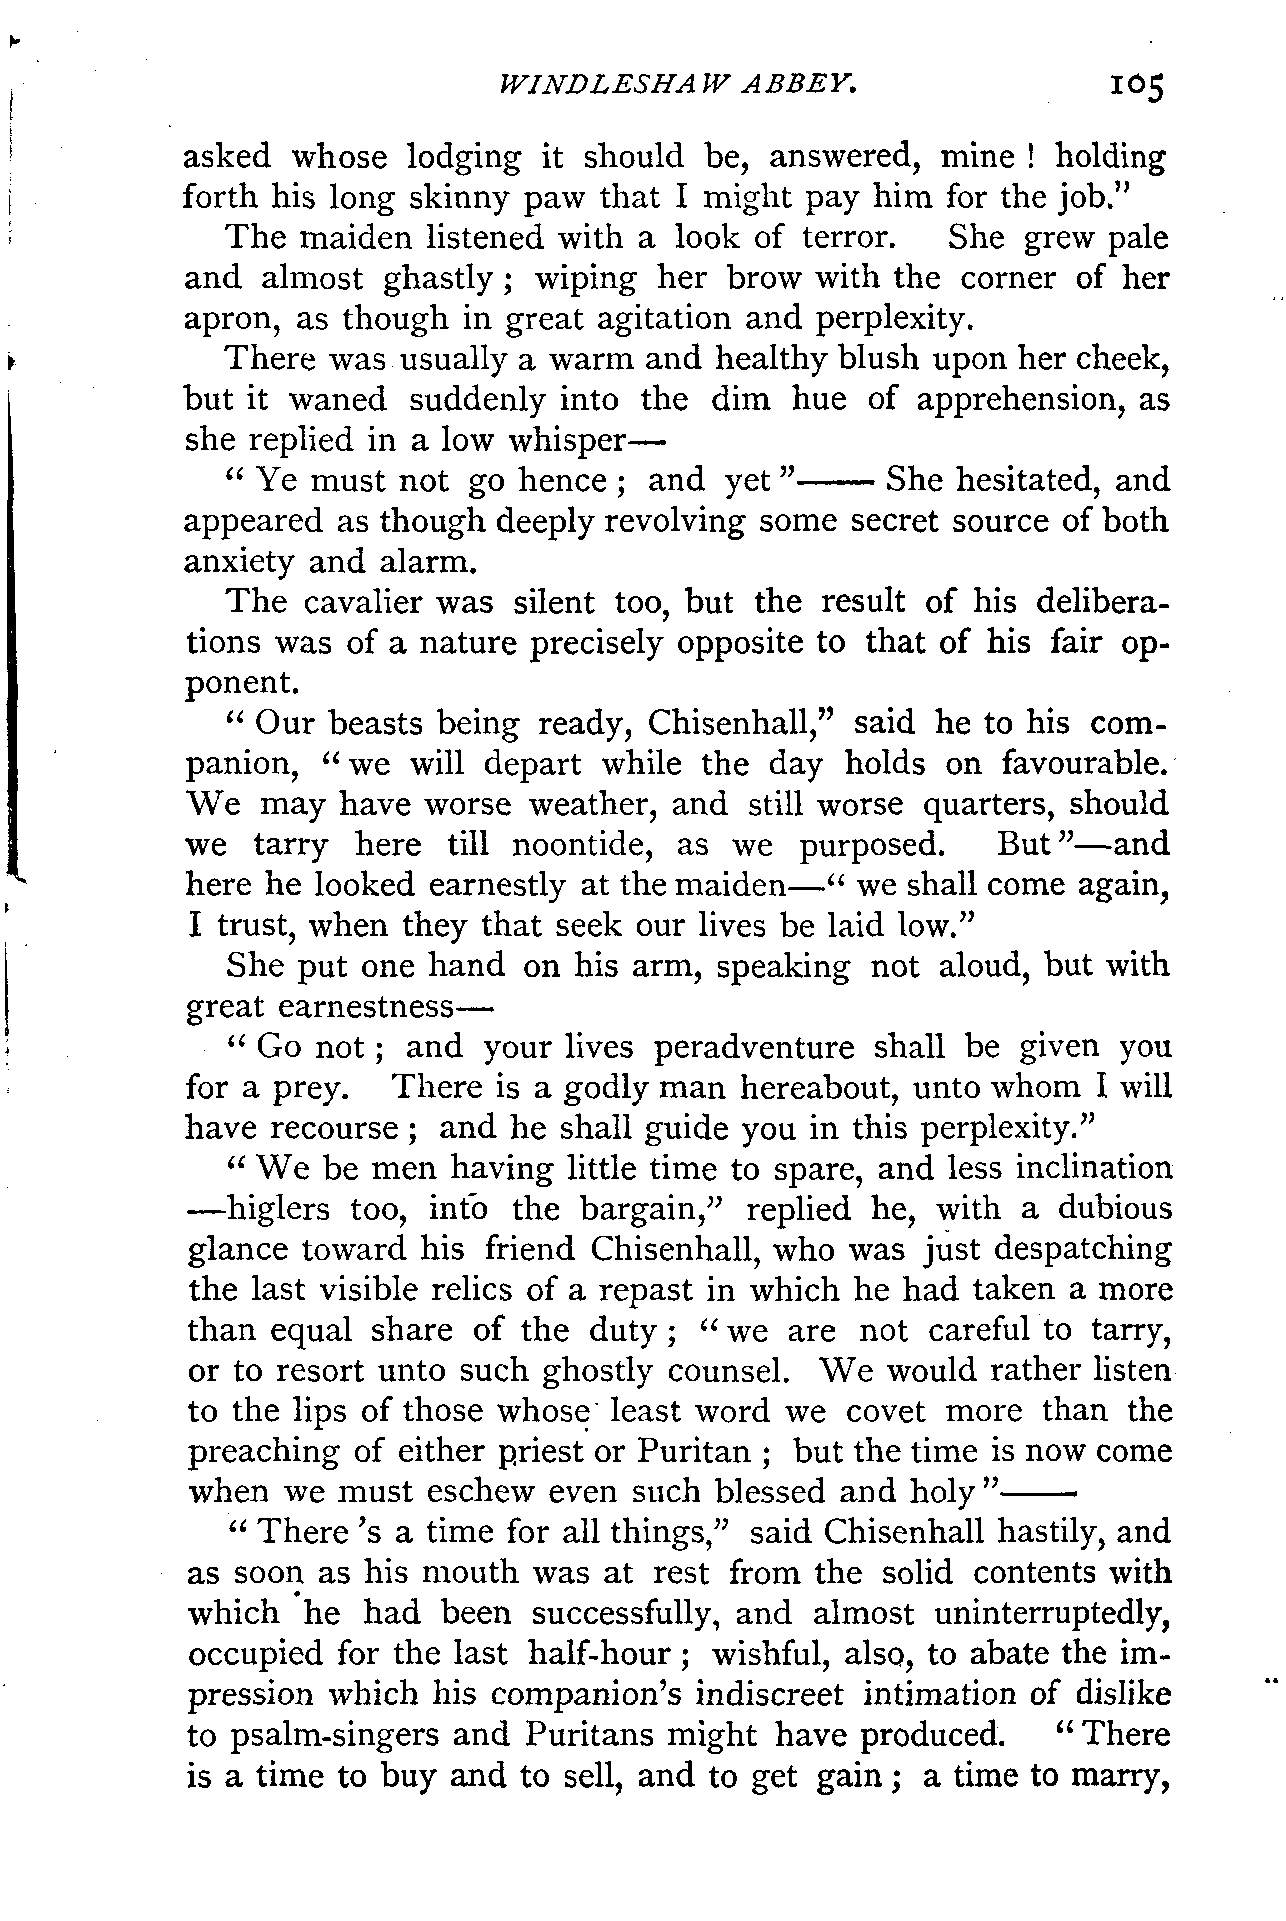 WINDLESHAW ABBEY. 105
asked whose lodging it should be, answered, mine ! holding
forth his long skinny paw that I might pay him for the job."
The maiden listened with a look of terror. She grew pale
and almost ghastly ; wiping her brow with the corner of her
apron, as though in great agitation and perplexity.
There was usually a warm and healthy blush upon her cheek,
but it waned suddenly into the dim hue of apprehension, as
she replied in a low whisper—
" Ye must not go hence ; and yet "—— She hesitated, and
appeared as though deeply revolving some secret source of both
anxiety and alarm.
The cavalier was silent too, but the result of his delibera-
tions was of a nature precisely opposite to that of his fair op-
ponent.
" Our beasts being ready, Chisenhall," said he to his com-
panion, " we will depart while the day holds on favourable.
We may have worse weather, and still worse quarters, should
we tarry here till noontide, as we purposed. But "—and
here he looked earnestly at the maiden—" we shall come again,
I trust, when they that seek our lives be laid low."
She put one hand on his arm, speaking not aloud, but with
great earnestness—
" Go not ; and your lives peradventure shall be given you
for a prey. There is a godly man hereabout, unto whom I will
have recourse ; and he shall guide you in this perplexity."
" We be men having little time to spare, and less inclination
—higlers too, into the bargain," replied he, with a dubious
glance toward his friend Chisenhall, who was just despatching
the last visible relics of a repast in which he had taken a more
than equal share of the duty ; " we are not careful to tarry,
or to resort unto such ghostly counsel. We would rather listen
to the lips of those whose least word we covet more than the
preaching of either priest or Puritan ; but the time is now come
when we must eschew even such blessed and holy "——
" There 's a time for all things," said Chisenhall hastily, and
as soon as his mouth was at rest from the solid contents with
which he had been successfully, and almost uninterruptedly,
occupied for the last half-hour ; wishful, also, to abate the im-
pression which his companion's indiscreet intimation of dislike
to psalm-singers and Puritans might have produced. " There
is a time to buy and to sell, and to get gain ; a time to marry,